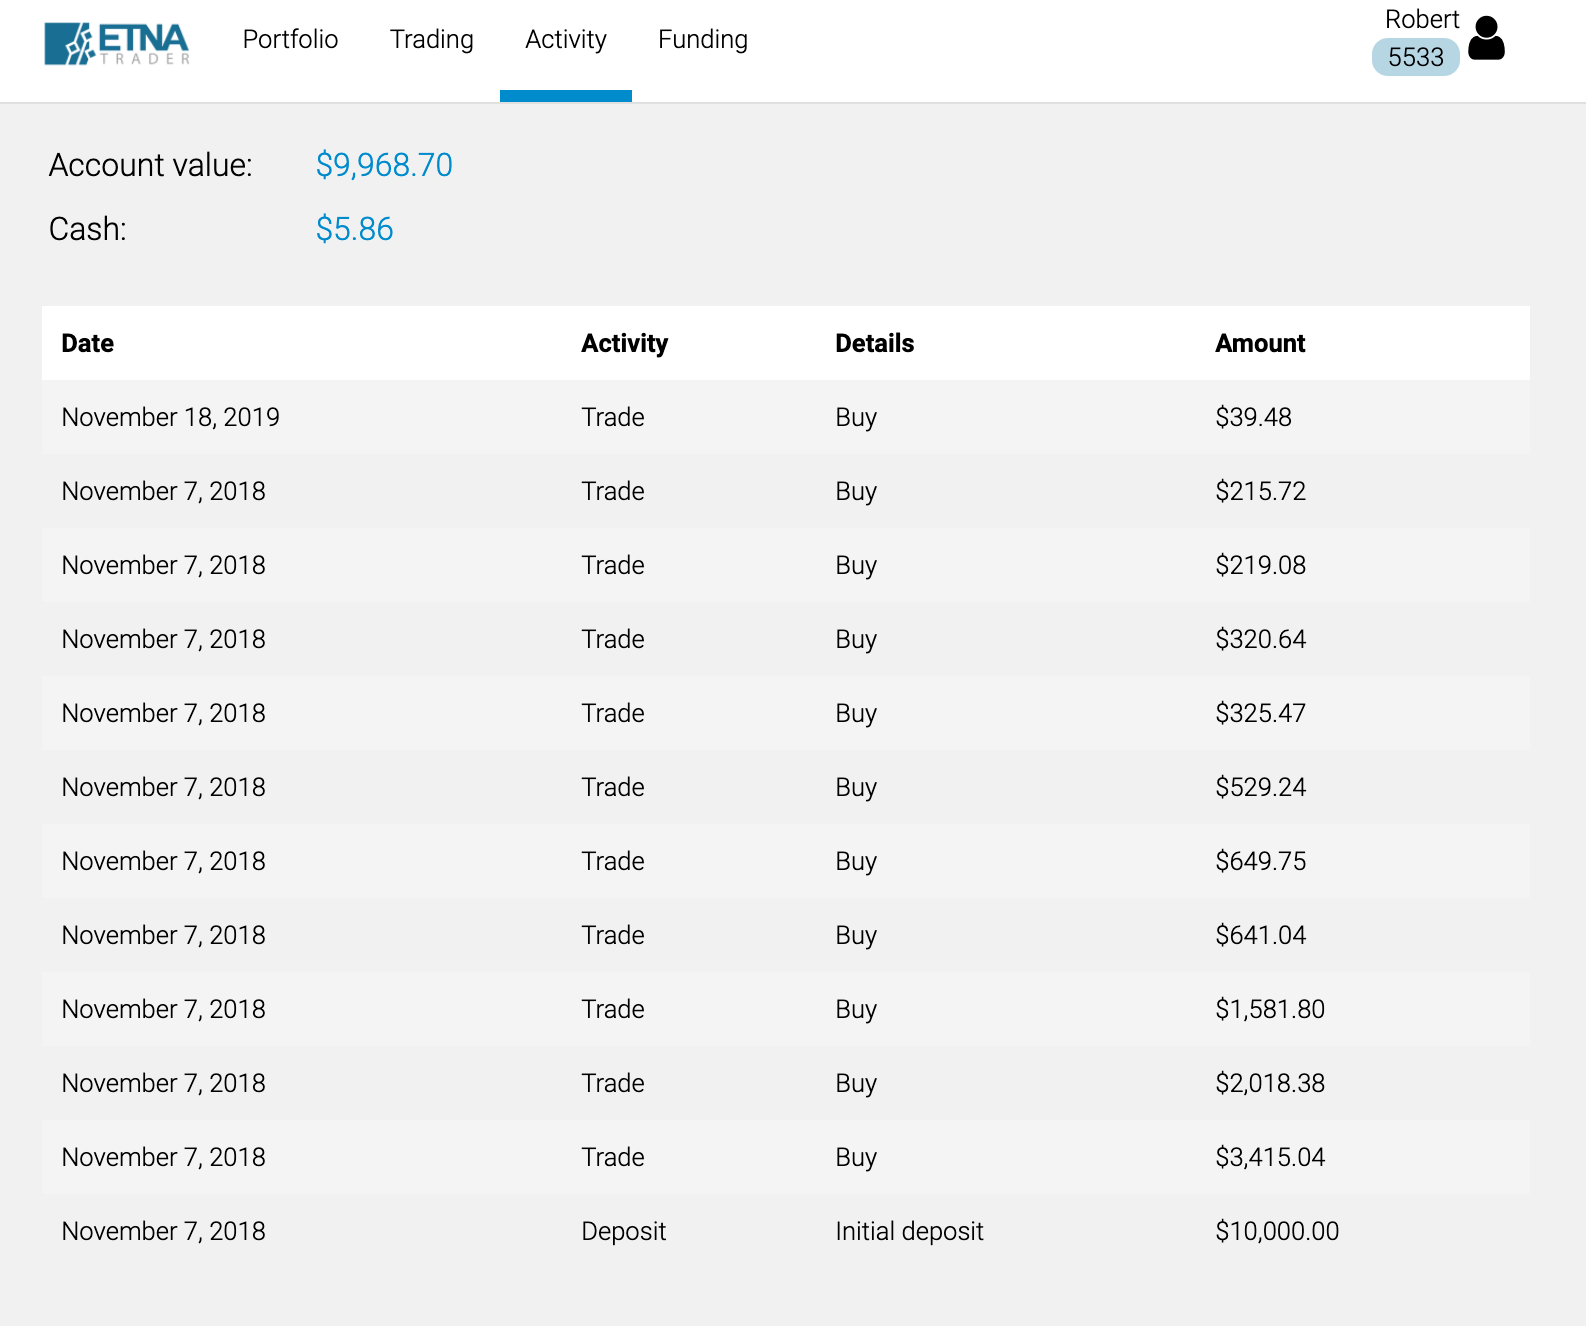 ETNA
TRADER
Portfolio Trading Activity Funding
Robert
5533
Account value: $9,968.70
Cash: $5.86
Date Activity Details Amount
November 18, 2019 Trade Buy $39.48
November 7, 2018 Trade Buy $215.72
November 7, 2018 Trade Buy $219.08
November 7, 2018 Trade Buy $320.64
November 7, 2018 Trade Buy $325.47
November 7, 2018 Trade Buy $529.24
November 7, 2018 Trade Buy $649.75
November 7, 2018 Trade Buy $641.04
November 7, 2018 Trade Buy $1,581.80
November 7, 2018 Trade Buy $2,018.38
November 7, 2018 Trade Buy $3,415.04
November 7, 2018 Deposit Initial deposit $10,000.00